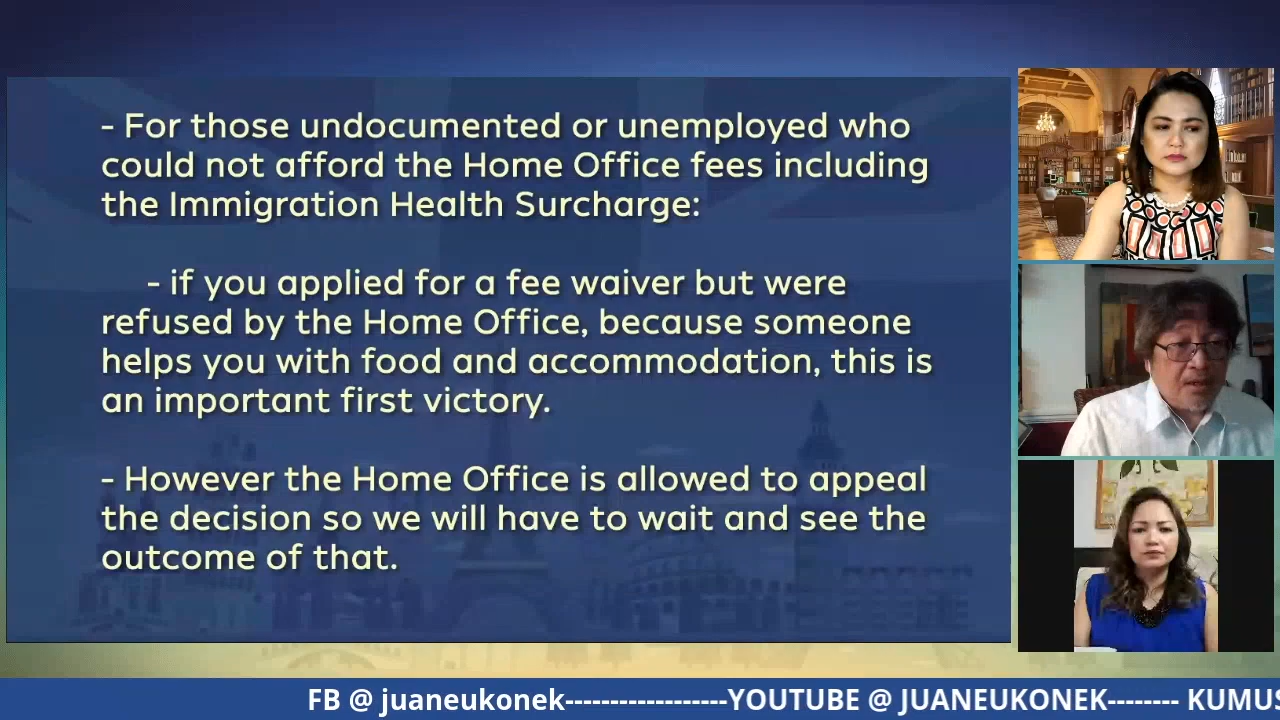 - For those undocumented or unemployed who
could not afford the Home Office fees including
the Immigration Health Surcharge:
- if you applied for a fee waiver but were
refused by the Home Office, because someone
helps you with food and accommodation, this is
an important first victory.
- However the Home Office is allowed to appeal
the decision so we will have to wait and see the
outcome of that.
FB @ juaneukonek------------------YOUTUBE @ JUANEUKONEK-------- KUMUS